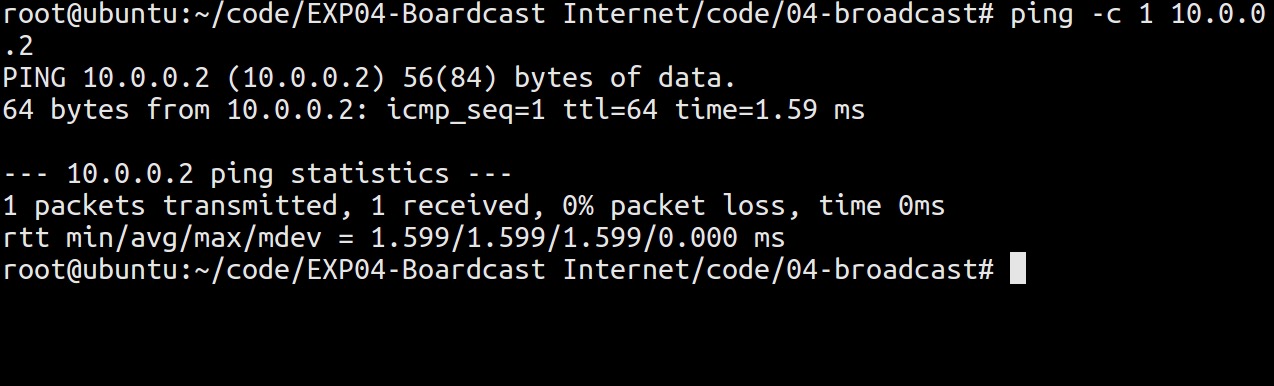 root@ubuntu:~/code/EXP04-Boardcast Internet/code/04-broadcast# ping -c 1 10.0.0
.2
PING 10.0.0.2 (10.0.0.2) 56(84) bytes of data.
64 bytes from 10.0.0.2: icmp_seq=1 ttl=64 time=1.59 ms
--- 10.0.0.2 ping statistics ---
1 packets transmitted, 1 received, 0% packet loss, time 0ms
rtt min/avg/max/mdev = 1.599/1.599/1.599/0.000 ms
root@ubuntu:~/code/EXP04-Boardcast Internet/code/04-broadcast#